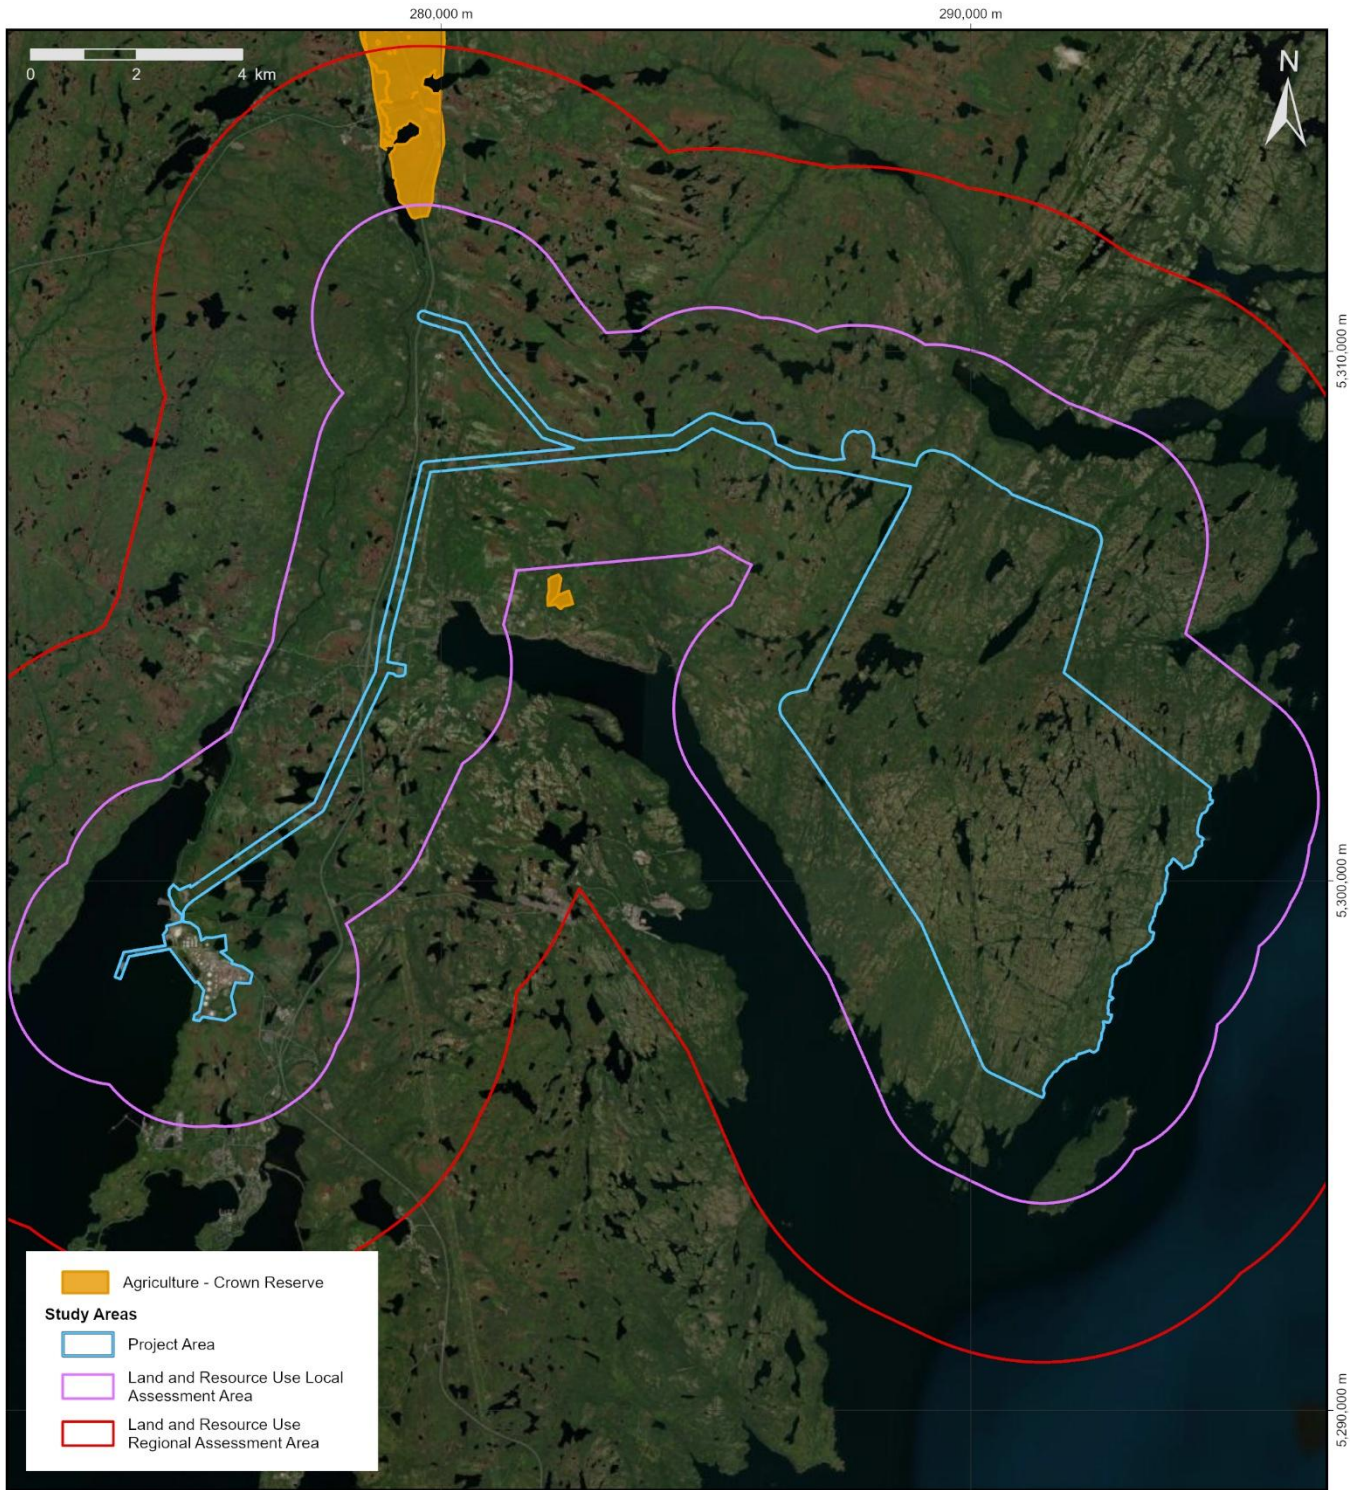 280,000 m
290,000 m
0 2 4 km
N
5,310,000 m
5,300,000 m
5,290,000 m
Agriculture - Crown Reserve
Study Areas
Project Area
Land and Resource Use Local
Assessment Area
Land and Resource Use
Regional Assessment Area